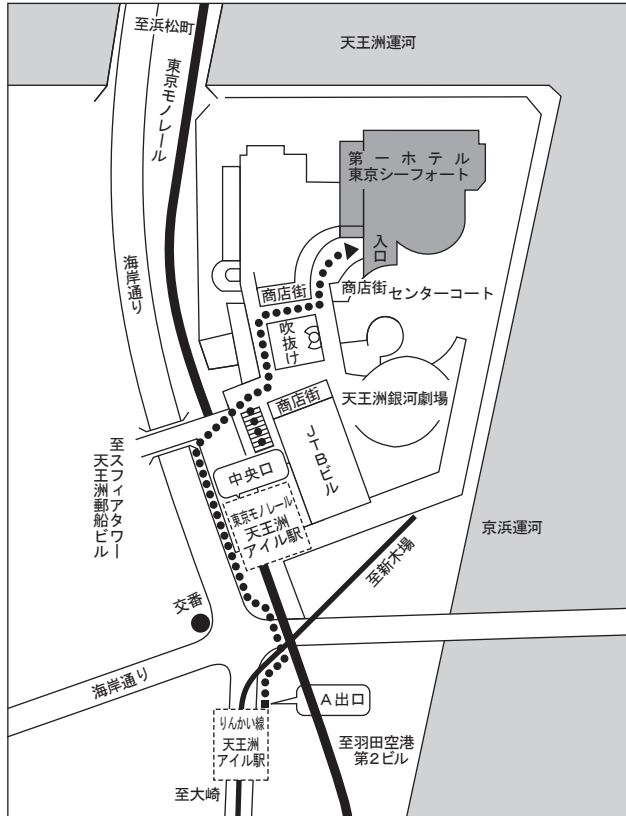 至浜松町
天王洲運河
東京モノレール
第一ホテル
東京シーフォート
入口
海岸通り
商店街
商店街
センターコート
吹抜け
商店街
天王洲銀河劇場
JTBビル
至スフィアタワー
天王洲郵船ビル
中央口
東京モノレール
天王洲
アイル駅
京浜運河
至新木場
交番
海岸通り
A出口
りんかい線
天王洲
アイル駅
至羽田空港
第2ビル
至大崎